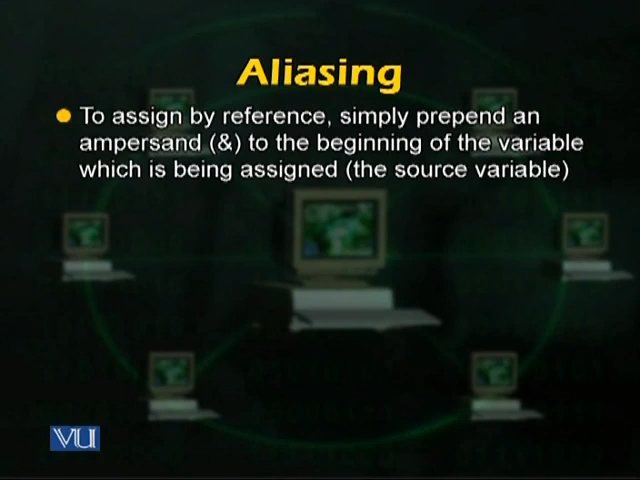 Aliasing
To assign by reference, simply prepend an
ampersand (&) to the beginning of the variable
which is being assigned (the source variable)
VU